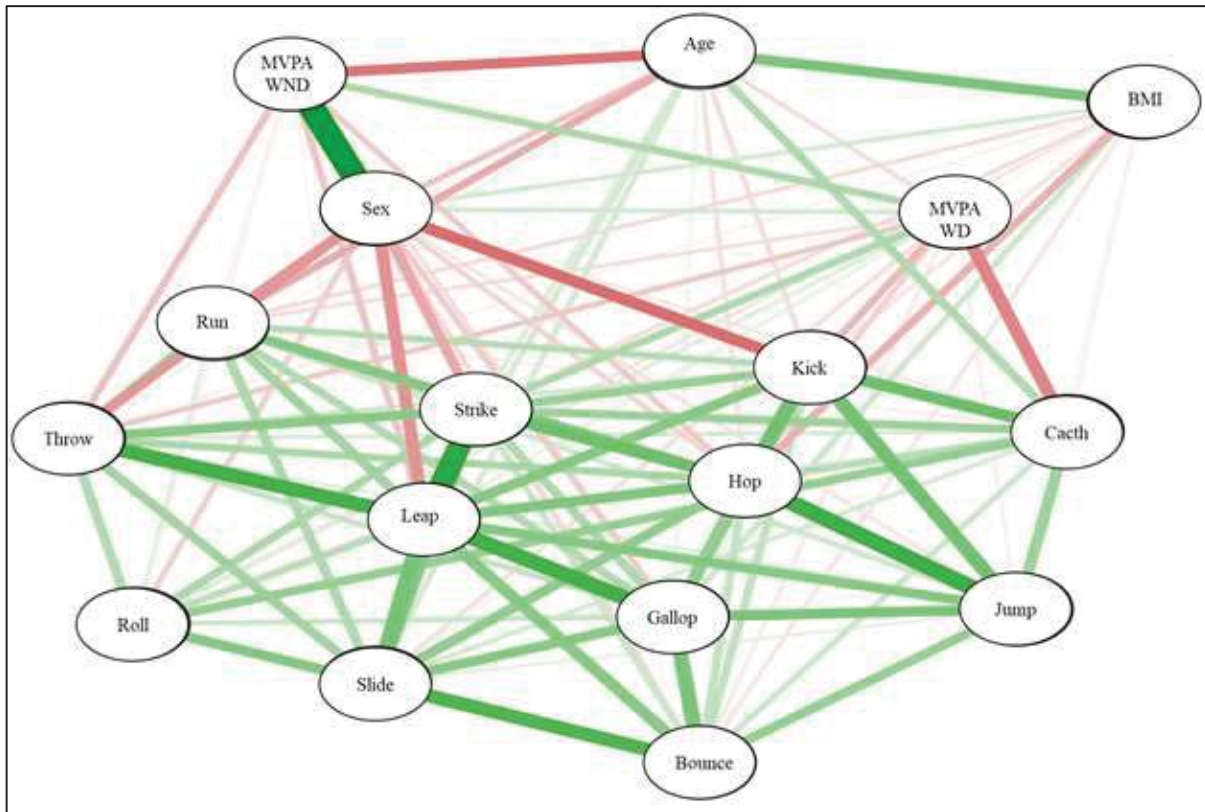 Age
MVPA
WND
BMI
Sex
MVPA
WD
Run
Kick
Strike
Throw
Cacth
Hop
Leap
Jump
Gallop
Roll
Slide
Bounce